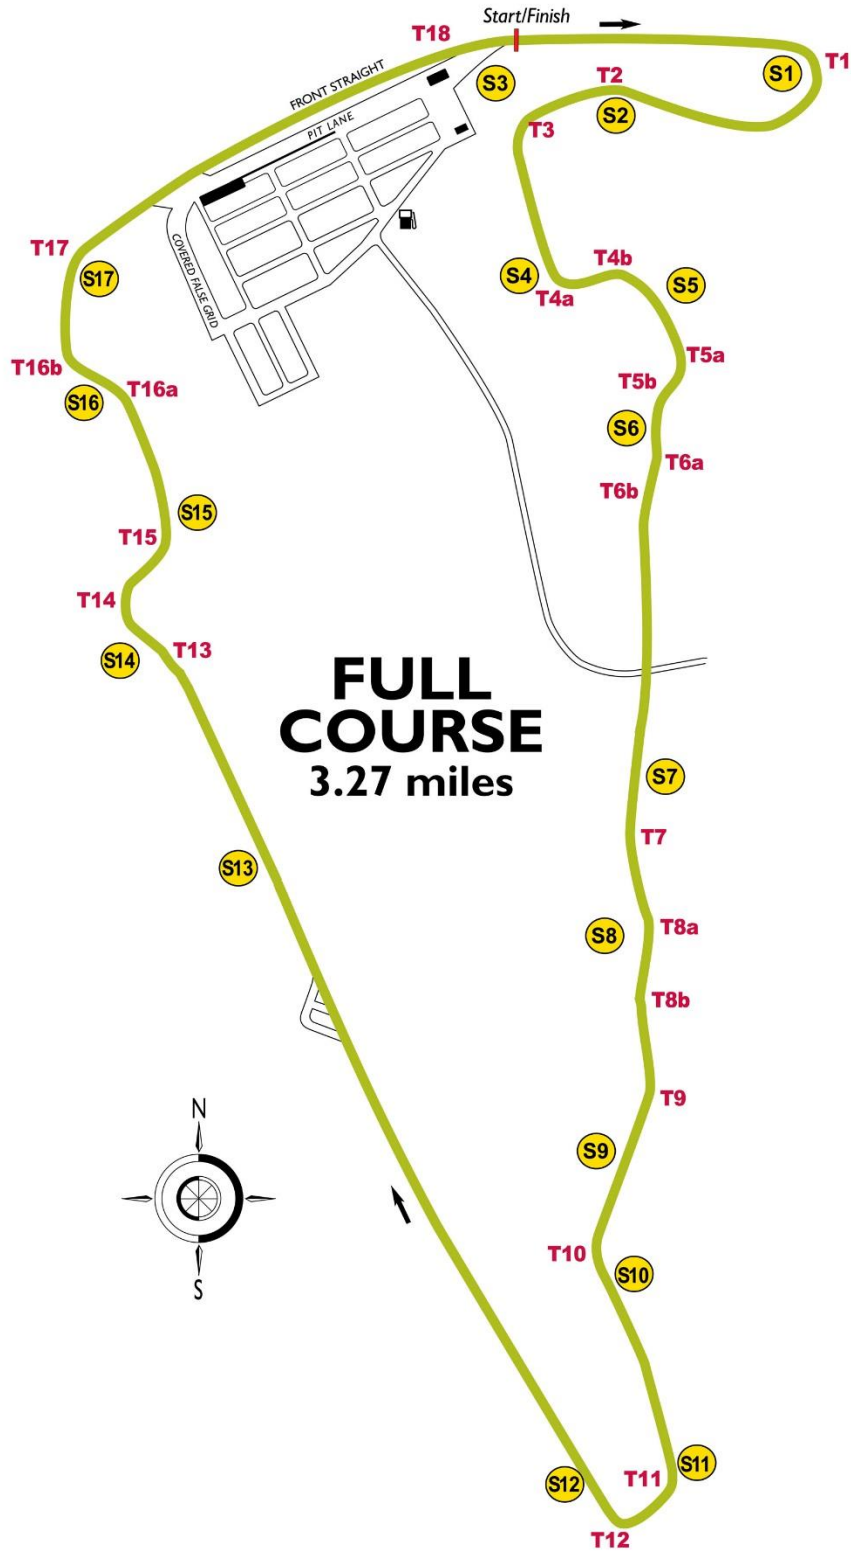 Start/Finish
T18
T1
S1
S3
T2
S2
T3
FRONT STRAIGHT
PIT LANE
T17
S17
COVERED FALSE GRID
S4
T4a
T4b
S5
T5a
T5b
T16b
T16a
S16
S6
T6a
T6b
S15
T15
T14
T13
S14
FULL
COURSE
3.27 miles
S7
T7
S13
S8
T8a
T8b
T9
N
S
S9
T10
S10
S11
T11
S12
T12